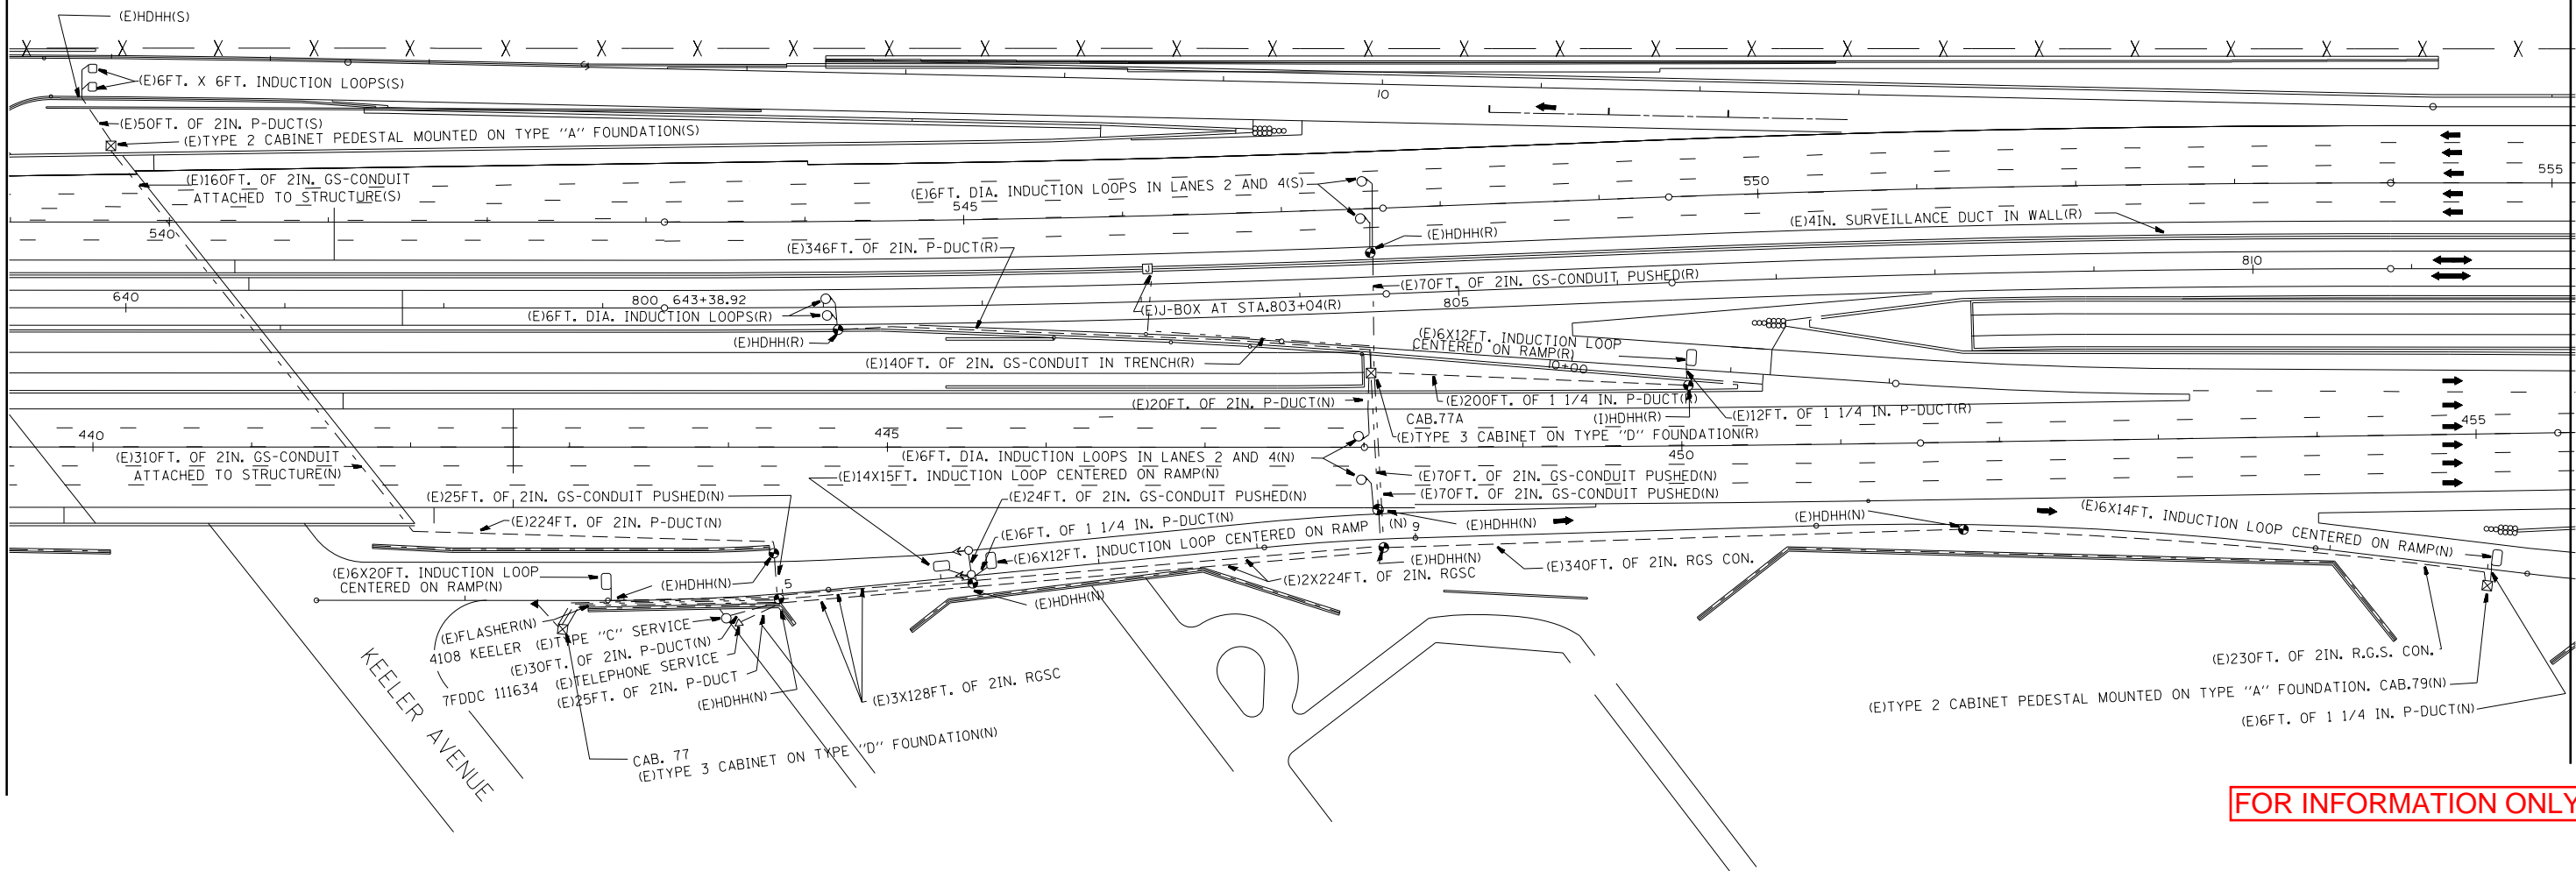 (E)HDHH(S)
(E)6FT. X 6FT. INDUCTION LOOPS(S)
10
(E)50FT. OF 2IN. P-DUCT(S)
(E)TYPE 2 CABINET PEDESTAL MOUNTED ON TYPE "A" FOUNDATION(S)
(E)160FT. OF 2IN. GS-CONDUIT
ATTACHED TO STRUCTURE(S)
(E)6FT. DIA. INDUCTION LOOPS IN LANES 2 AND 4(S)
550
555
545
540
(E)4IN. SURVEILLANCE DUCT IN WALL(R)
(E)HDHH(R)
(E)346FT. OF 2IN. P-DUCT(R)
J
810
(E)70FT. OF 2IN. GS-CONDUIT, PUSHED(R)
640
800
643+38.92
805
(E)J-BOX AT STA.803+04(R)
(E)6FT. DIA. INDUCTION LOOPS(R)
(E)HDHH(R)
(E)6X12FT. INDUCTION LOOP
CENTERED ON RAMP(R)
10+00
(E)140FT. OF 2IN. GS-CONDUIT IN TRENCH(R)
(E)20FT. OF 2IN. P-DUCT(N)
(E)200FT. OF 1 1/4 IN. P-DUCT(R)
CAB.77A
(I)HDHH(R)
(E)12FT. OF 1 1/4 IN. P-DUCT(R)
(E)TYPE 3 CABINET ON TYPE "D" FOUNDATION(R)
440
445
450
455
(E)310FT. OF 2IN. GS-CONDUIT
ATTACHED TO STRUCTURE(N)
(E)6FT. DIA. INDUCTION LOOPS IN LANES 2 AND 4(N)
(E)14X15FT. INDUCTION LOOP CENTERED ON RAMP(N)
(E)70FT. OF 2IN. GS-CONDUIT PUSHED(N)
(E)25FT. OF 2IN. GS-CONDUIT PUSHED(N)
(E)24FT. OF 2IN. GS-CONDUIT PUSHED(N)
(E)70FT. OF 2IN. GS-CONDUIT PUSHED(N)
(E)224FT. OF 2IN. P-DUCT(N)
(E)6FT. OF 1 1/4 IN. P-DUCT(N)
(E)HDHH(N)
(E)HDHH(N)
(E)6X14FT. INDUCTION LOOP CENTERED ON RAMP(N)
(E)6X12FT. INDUCTION LOOP CENTERED ON RAMP (N)
9
(E)HDHH(N)
(E)6X20FT. INDUCTION LOOP
CENTERED ON RAMP(N)
(E)HDHH(N)
5
(E)2X224FT. OF 2IN. RGSC
(E)340FT. OF 2IN. RGS CON.
(E)HDHH(N)
(E)FLASHER(N)
(E)TYPE "C" SERVICE
4108 KEELER
(E)30FT. OF 2IN. P-DUCT(N)
(E)TELEPHONE SERVICE
7FDDC 111634
(E)25FT. OF 2IN. P-DUCT
(E)HDHH(N)
(E)3X128FT. OF 2IN. RGSC
(E)230FT. OF 2IN. R.G.S. CON.
(E)TYPE 2 CABINET PEDESTAL MOUNTED ON TYPE "A" FOUNDATION. CAB.79(N)
(E)6FT. OF 1 1/4 IN. P-DUCT(N)
KEELER AVENUE
CAB. 77
(E)TYPE 3 CABINET ON TYPE "D" FOUNDATION(N)
FOR INFORMATION ONLY